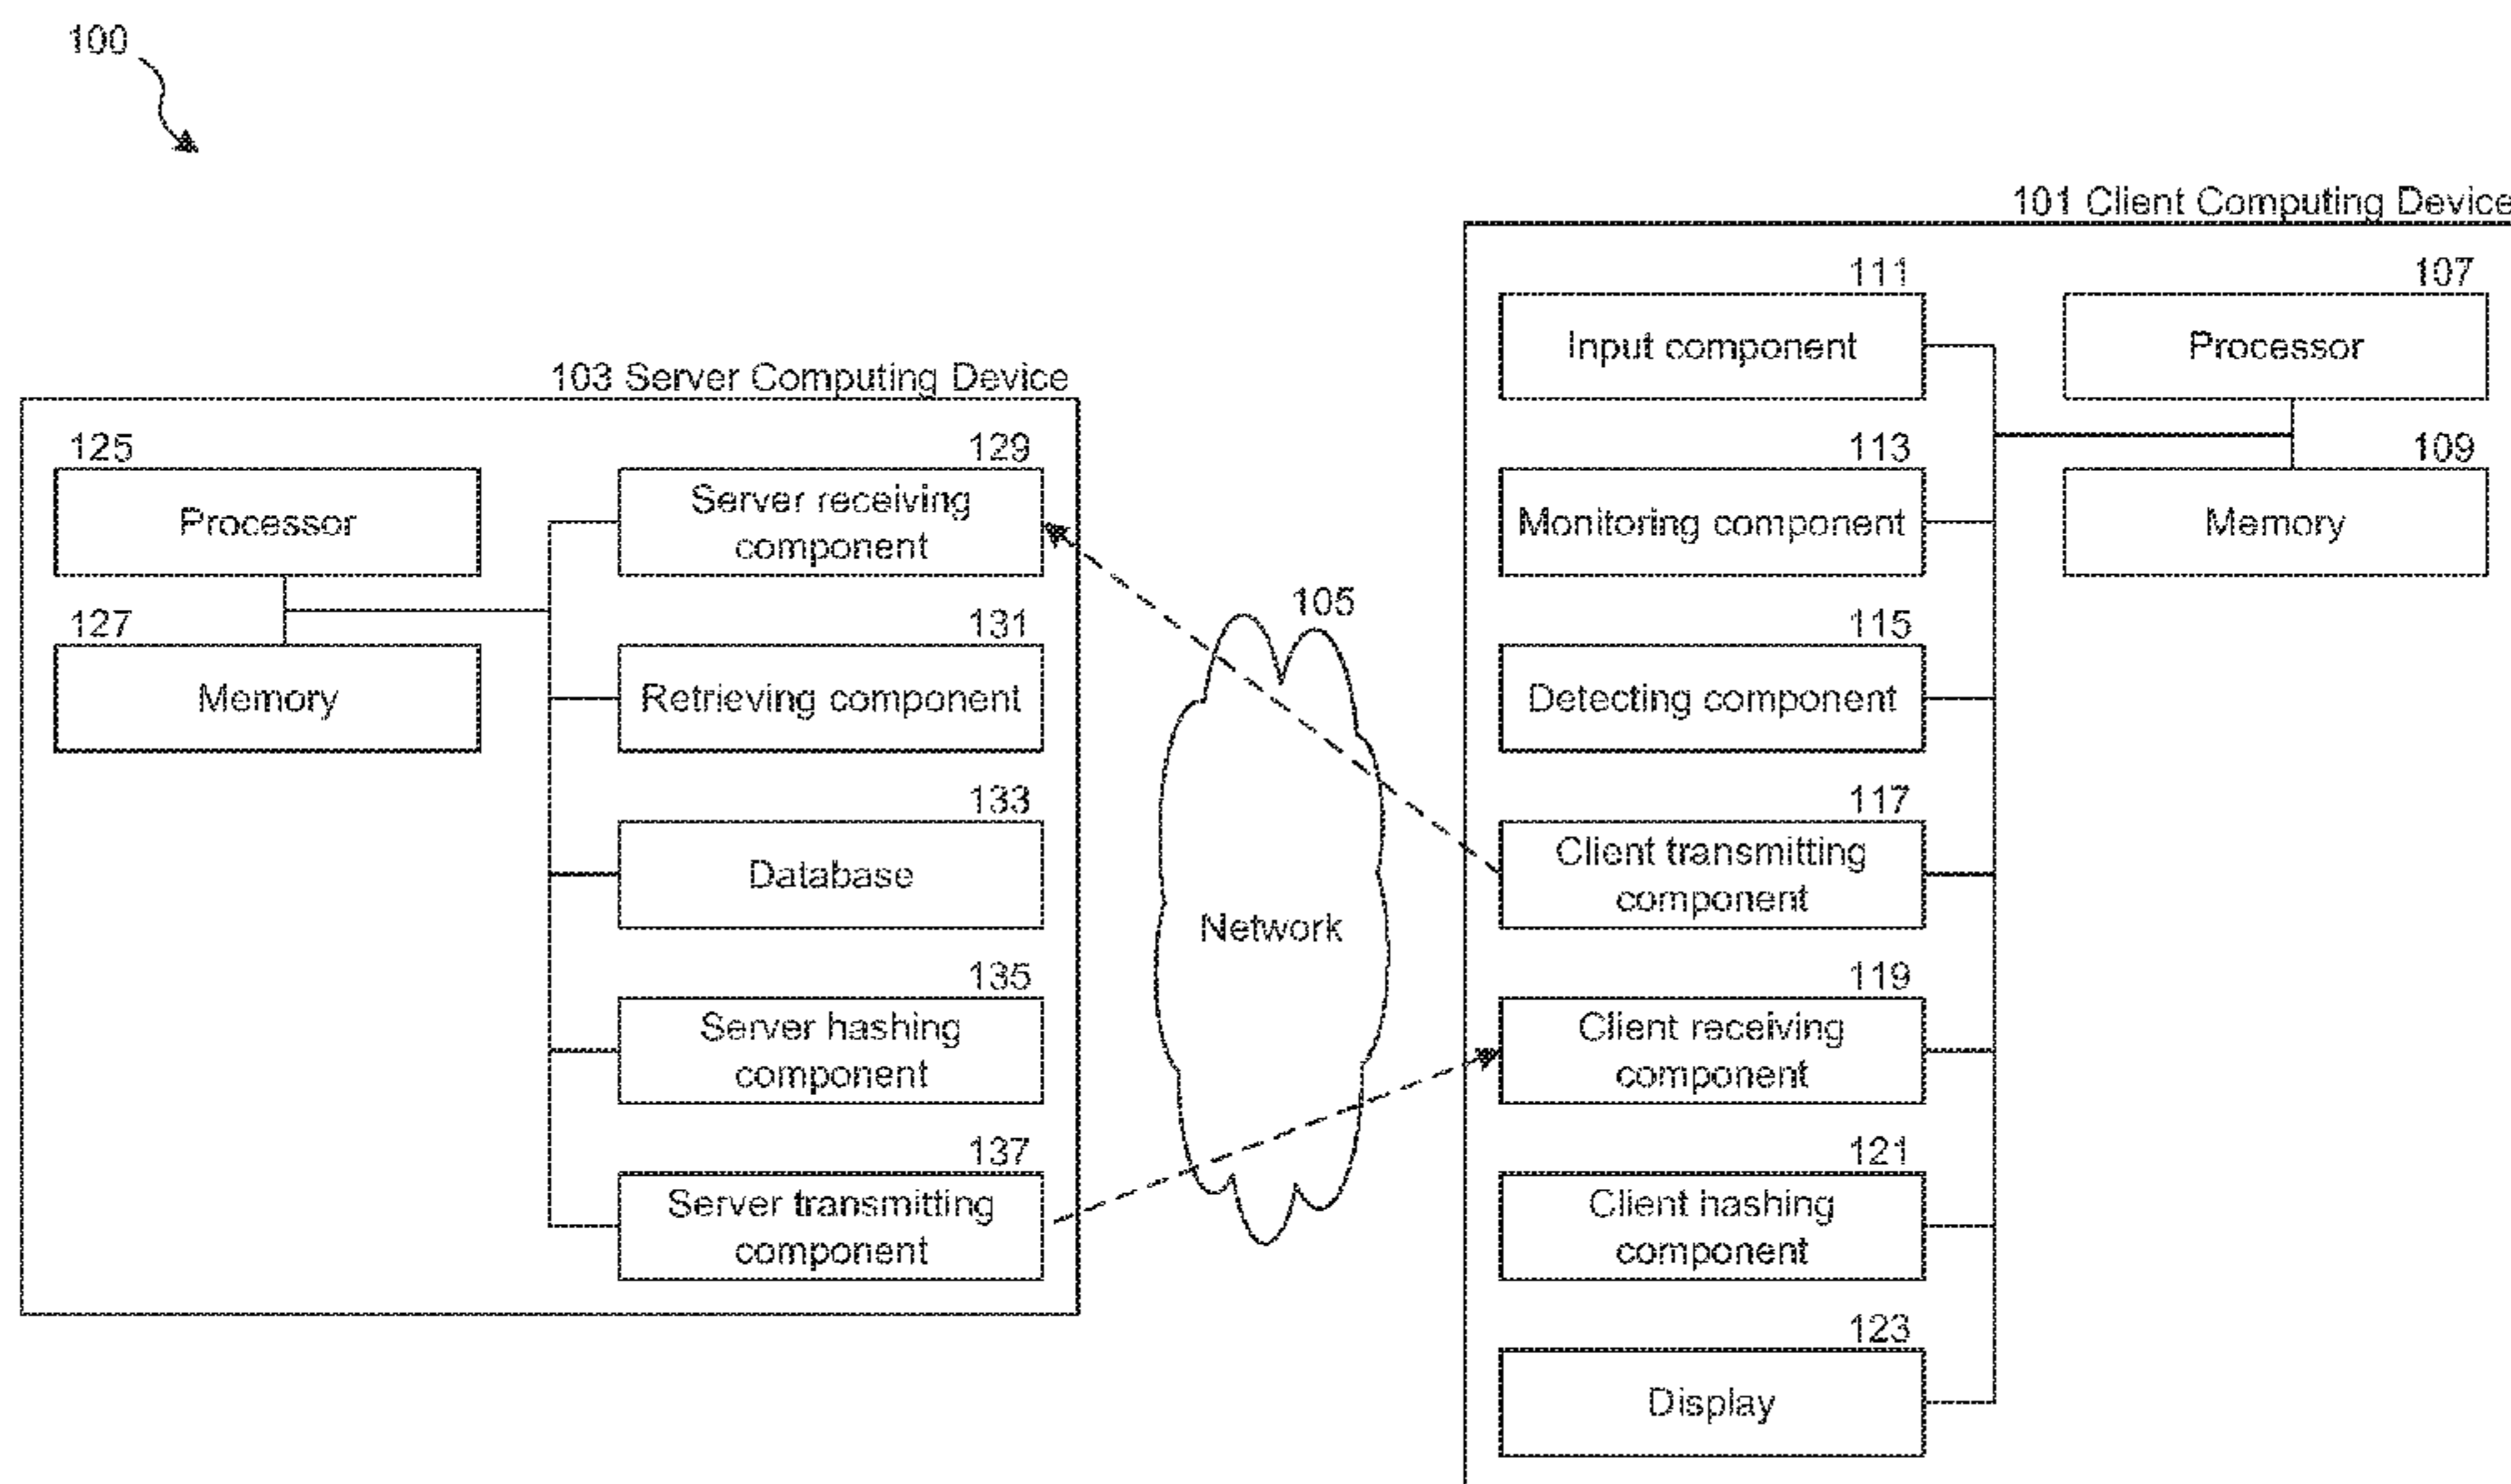 100
101 Client Computing Device
111
Input component
107
Processor
113
Monitoring component
109
Memory
115
Detecting component
117
Client transmitting
component
119
Client receiving
component
121
Client hashing
component
123
Display
105
Network
103 Server Computing Device
125
Processor
127
Memory
129
Server receiving
component
131
Retrieving component
133
Database
135
Server hashing
component
137
Server transmitting
component